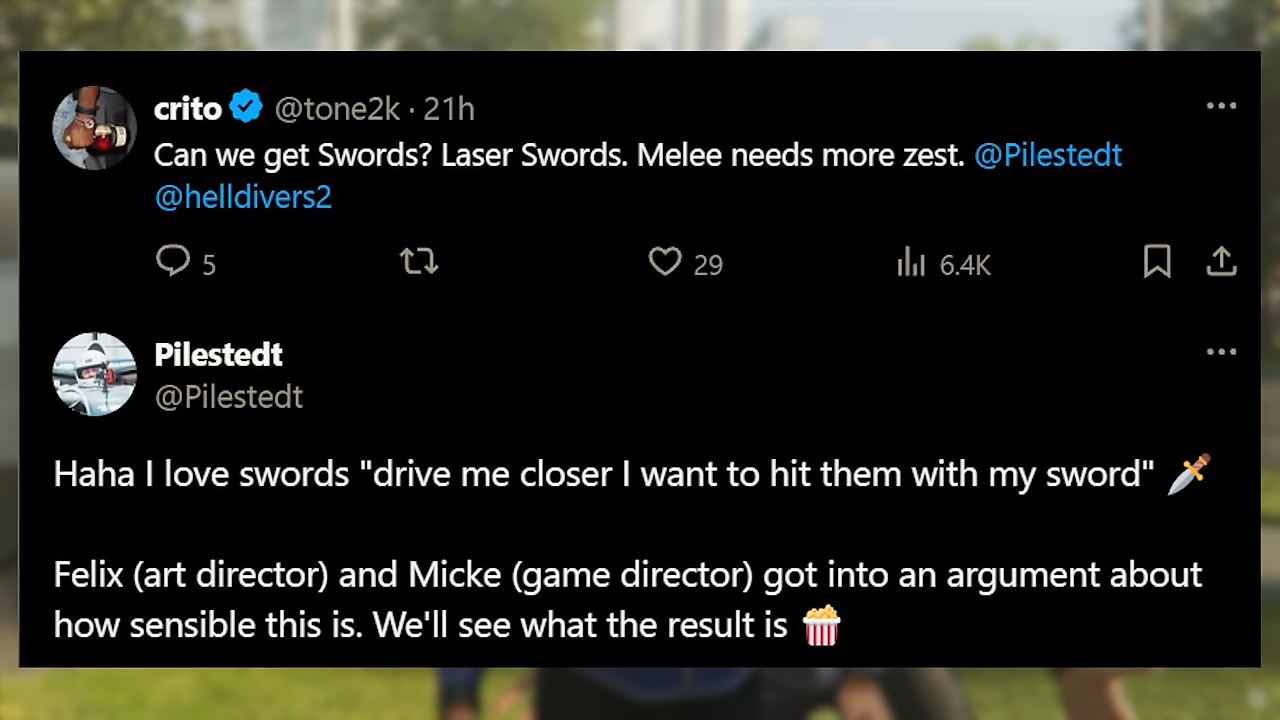 crito @tone2k · 21h
Can we get Swords? Laser Swords. Melee needs more zest. @Pilestedt
@helldivers2
5 29 6.4K
Pilestedt
@Pilestedt
Haha I love swords "drive me closer I want to hit them with my sword" 🗡️
Felix (art director) and Micke (game director) got into an argument about
how sensible this is. We'll see what the result is 🍿